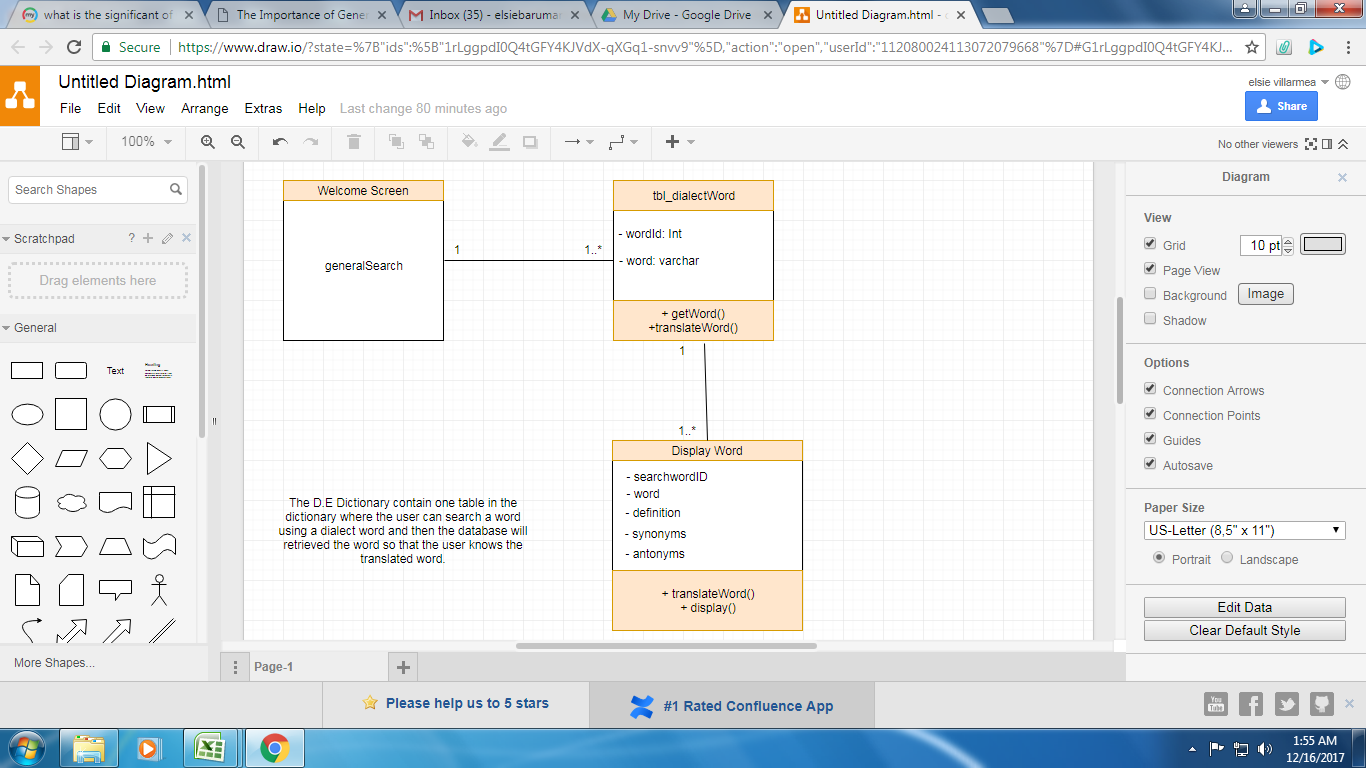 what is the significant of
The Importance of Gene
Inbox (35) - elsiebaruman
My Drive - Google Drive
Untitled Diagram.html - d
Secure
https://www.draw.io/?state=%7B"ids":%5B"1rLggpdI0Q4tGFY4KJVdX-qXGq1-snvv9"%5D,"action":"open","userId":"112080024113072079668"%7D#G1rLggpdI0Q4tGFY4KJ...
Untitled Diagram.html
elsie villarmea
File Edit View Arrange Extras Help Last change 80 minutes ago
Share
100%
No other viewers
Search Shapes
Scratchpad
?
Drag elements here
General
Text
Heading
More Shapes...
Welcome Screen
generalSearch
1
1..*
tbl_dialectWord
- wordId: Int
- word: varchar
+ getWord()
+translateWord()
1
1..*
Display Word
- searchwordID
- word
- definition
- synonyms
- antonyms
+ translateWord()
+ display()
The D.E Dictionary contain one table in the
dictionary where the user can search a word
using a dialect word and then the database will
retrieved the word so that the user knows the
translated word.
Diagram
View
Grid
10 pt
Page View
Background
Image
Shadow
Options
Connection Arrows
Connection Points
Guides
Autosave
Paper Size
US-Letter (8,5" x 11")
Portrait Landscape
Edit Data
Clear Default Style
Page-1
Please help us to 5 stars
#1 Rated Confluence App
You Tube
1:55 AM
12/16/2017